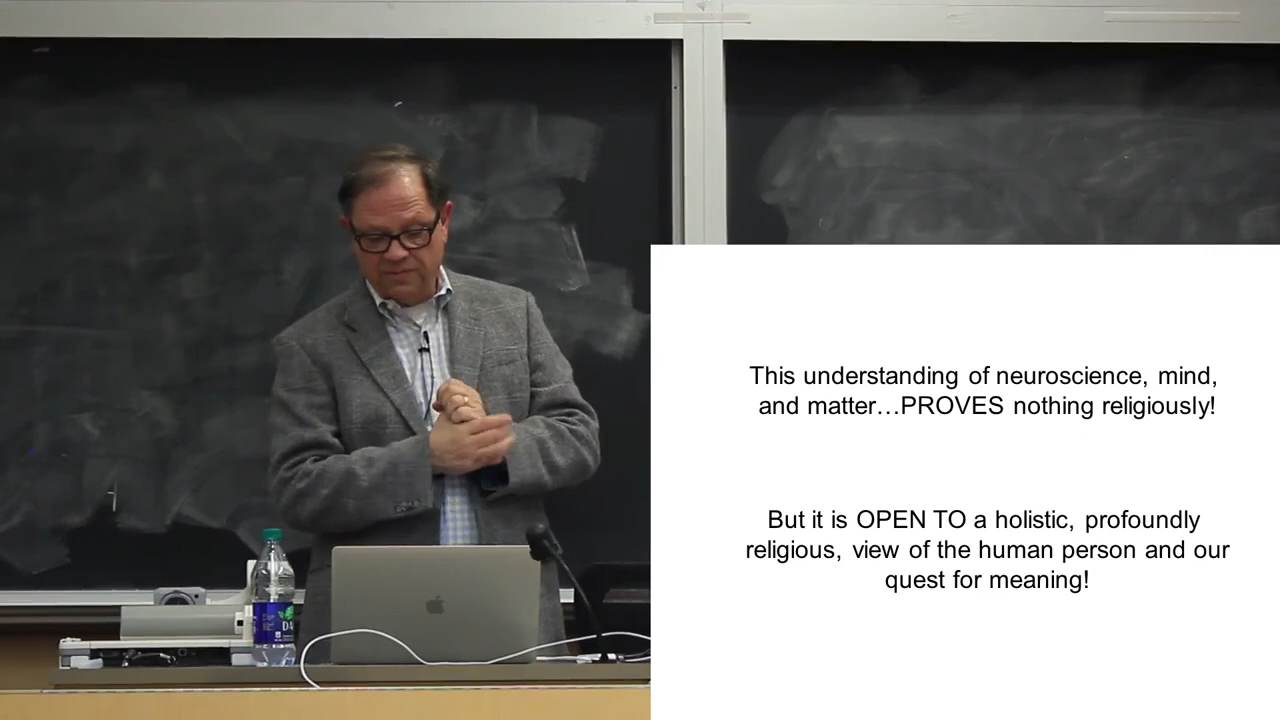 This understanding of neuroscience, mind,
and matter…PROVES nothing religiously!
But it is OPEN TO a holistic, profoundly
religious, view of the human person and our
quest for meaning!